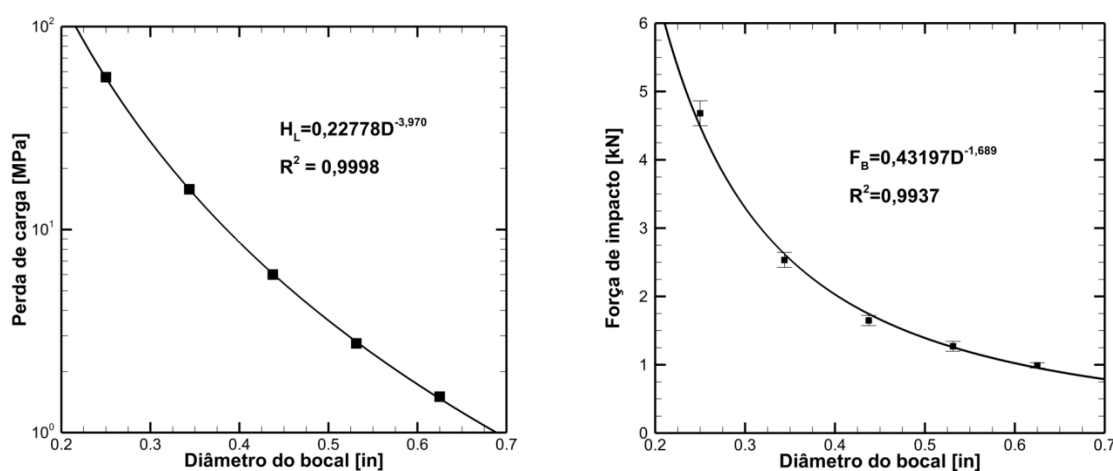 10²
10¹
10⁰
Perda de carga [MPa]
H_L=0,22778D^-3,970
R² = 0,9998
0.2 0.3 0.4 0.5 0.6 0.7
Diâmetro do bocal [in]
6
5
4
3
2
1
0
Força de impacto [kN]
F_B=0,43197D^-1,689
R²=0,9937
0.2 0.3 0.4 0.5 0.6 0.7
Diâmetro do bocal [in]